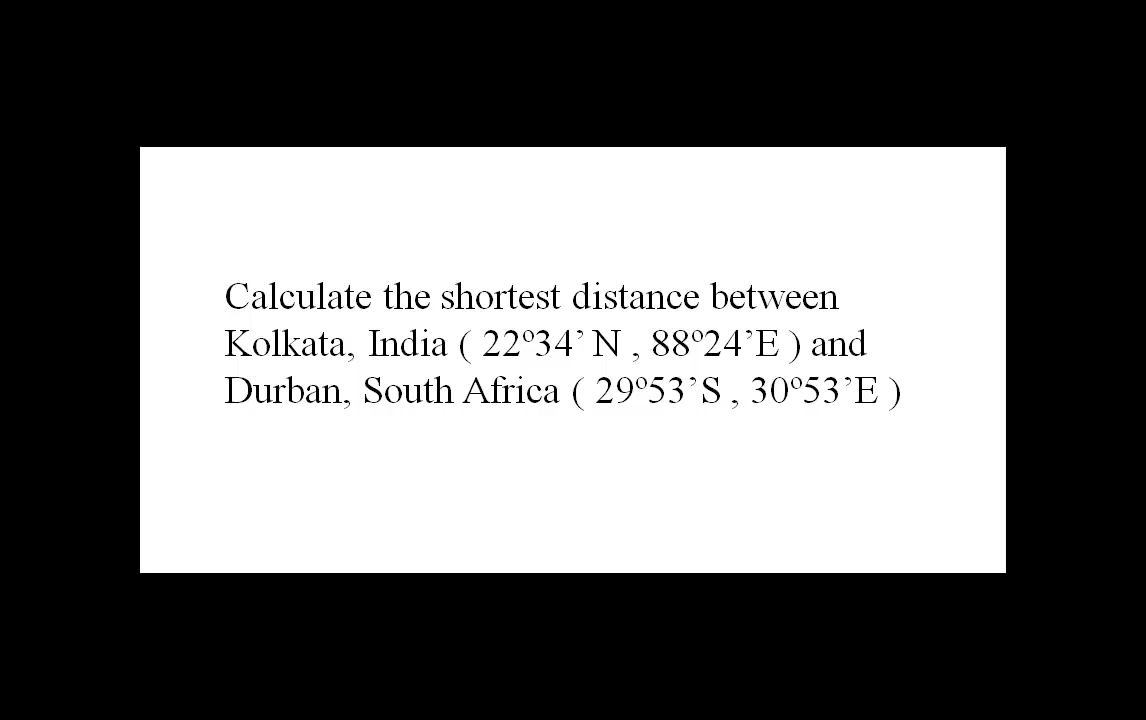 Calculate the shortest distance between
Kolkata, India ( 22º34’ N , 88º24’E ) and
Durban, South Africa ( 29º53’S , 30º53’E )